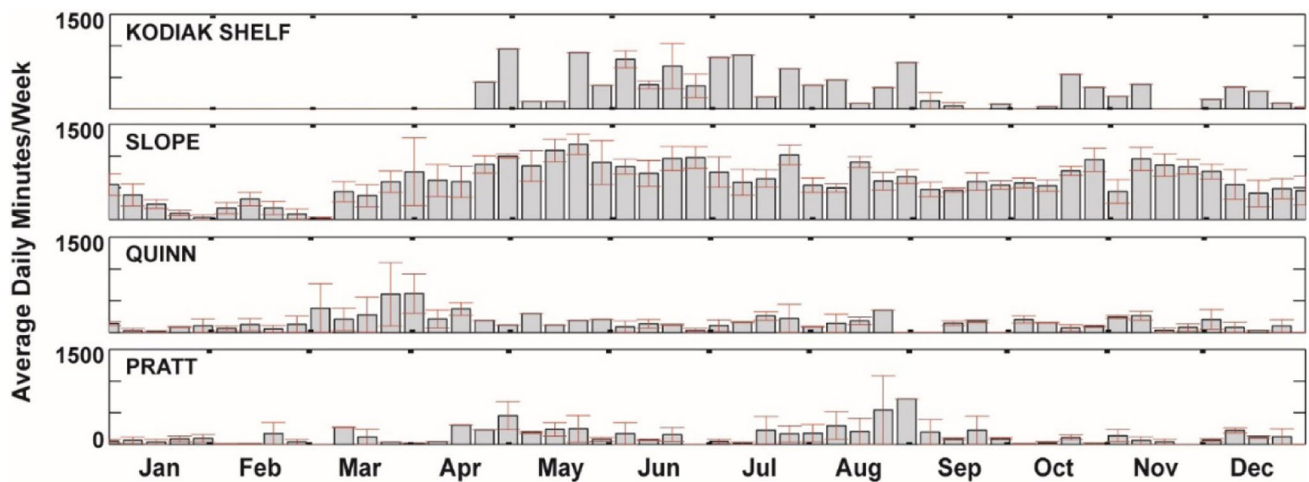 Average Daily Minutes/Week
1500
KODIAK SHELF
1500
SLOPE
1500
QUINN
1500
PRATT
0
Jan Feb Mar Apr May Jun Jul Aug Sep Oct Nov Dec